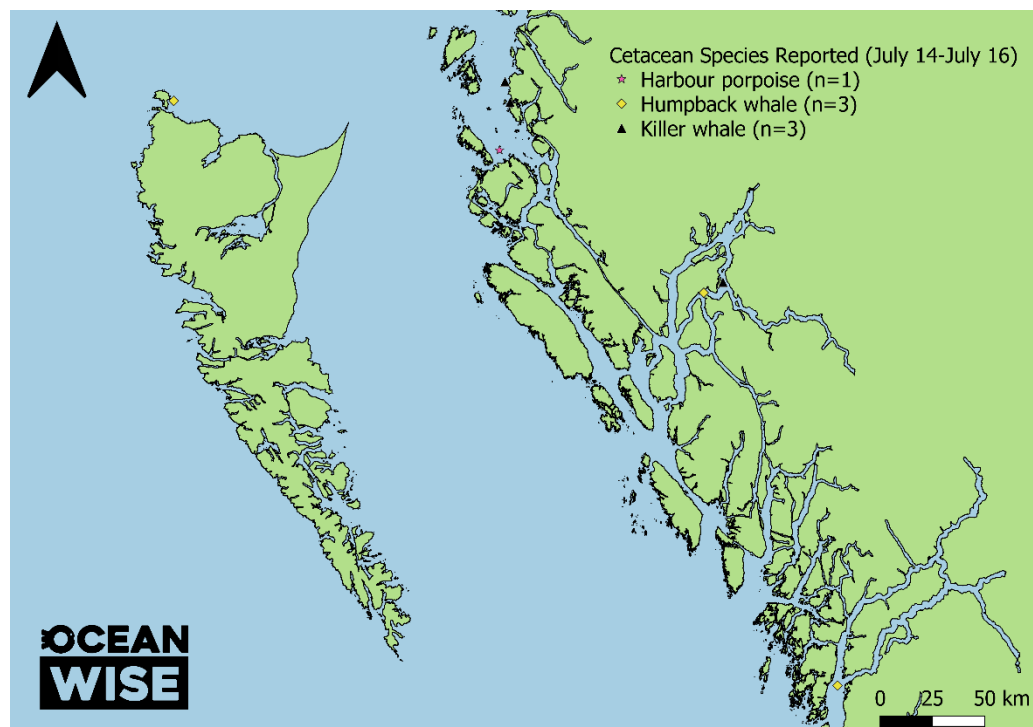 Cetacean Species Reported (July 14-July 16)
Harbour porpoise (n=1)
Humpback whale (n=3)
Killer whale (n=3)
OCEAN
WISE
0 25 50 km